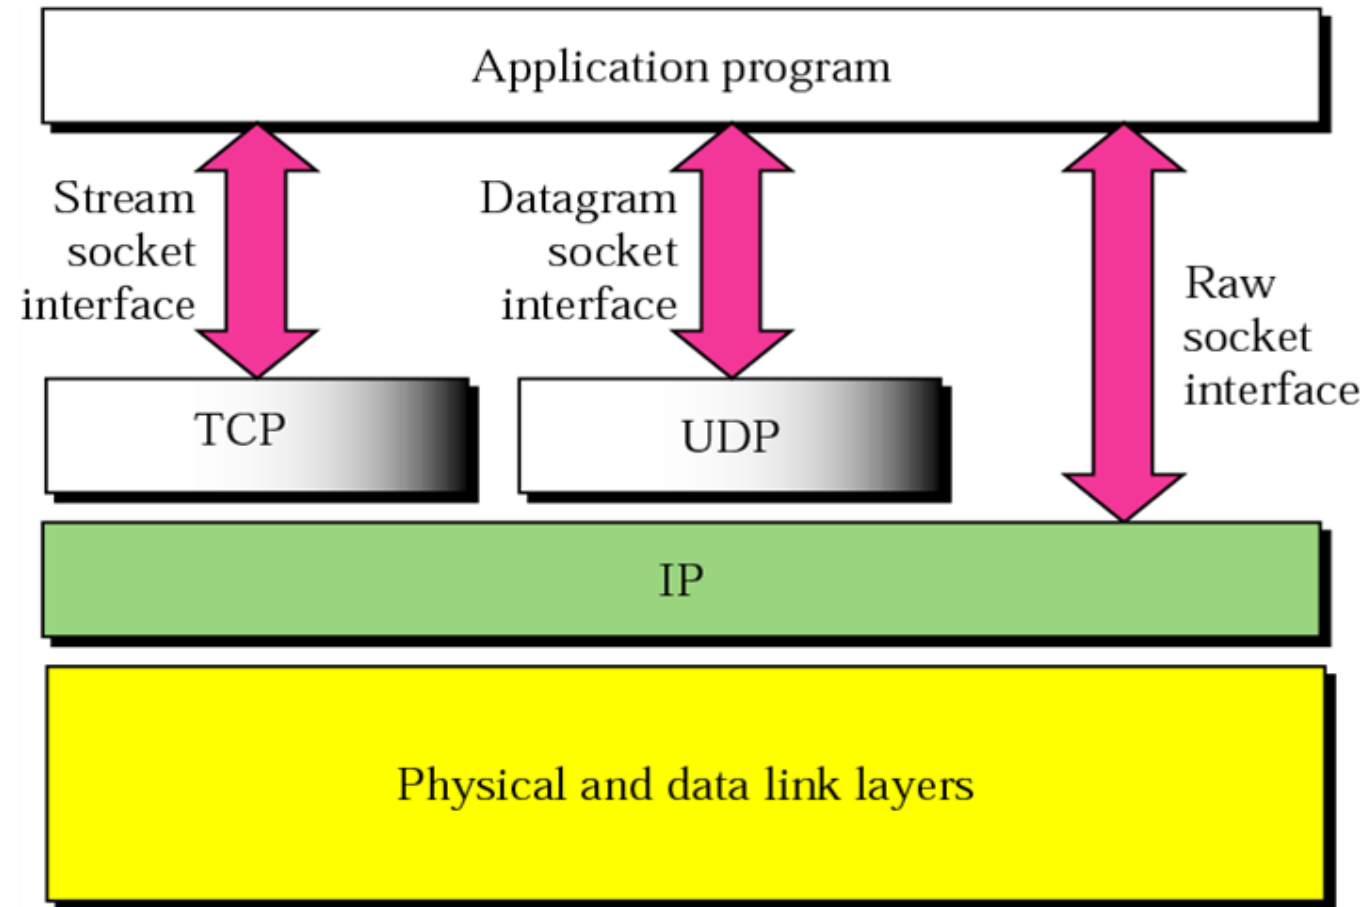 Application program
Stream
socket
interface
Datagram
socket
interface
Raw
socket
interface
TCP
UDP
IP
Physical and data link layers